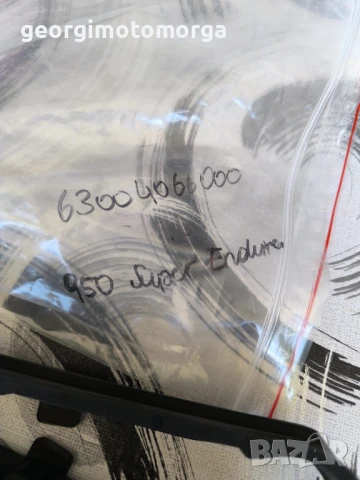 georgimotomorga
63004066000
950 Super Enduro
BAZAR